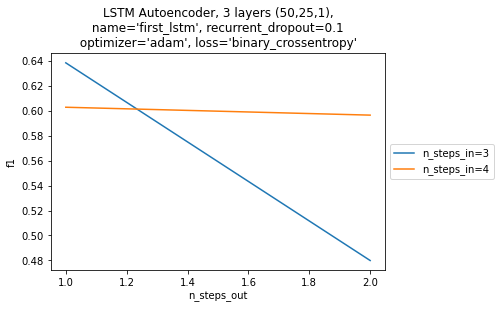 LSTM Autoencoder, 3 layers (50,25,1),
name='first_lstm', recurrent_dropout=0.1
optimizer='adam', loss='binary_crossentropy'
0.64
0.62
0.60
0.58
0.56
0.54
0.52
0.50
0.48
f1
1.0 1.2 1.4 1.6 1.8 2.0
n_steps_out
n_steps_in=3
n_steps_in=4